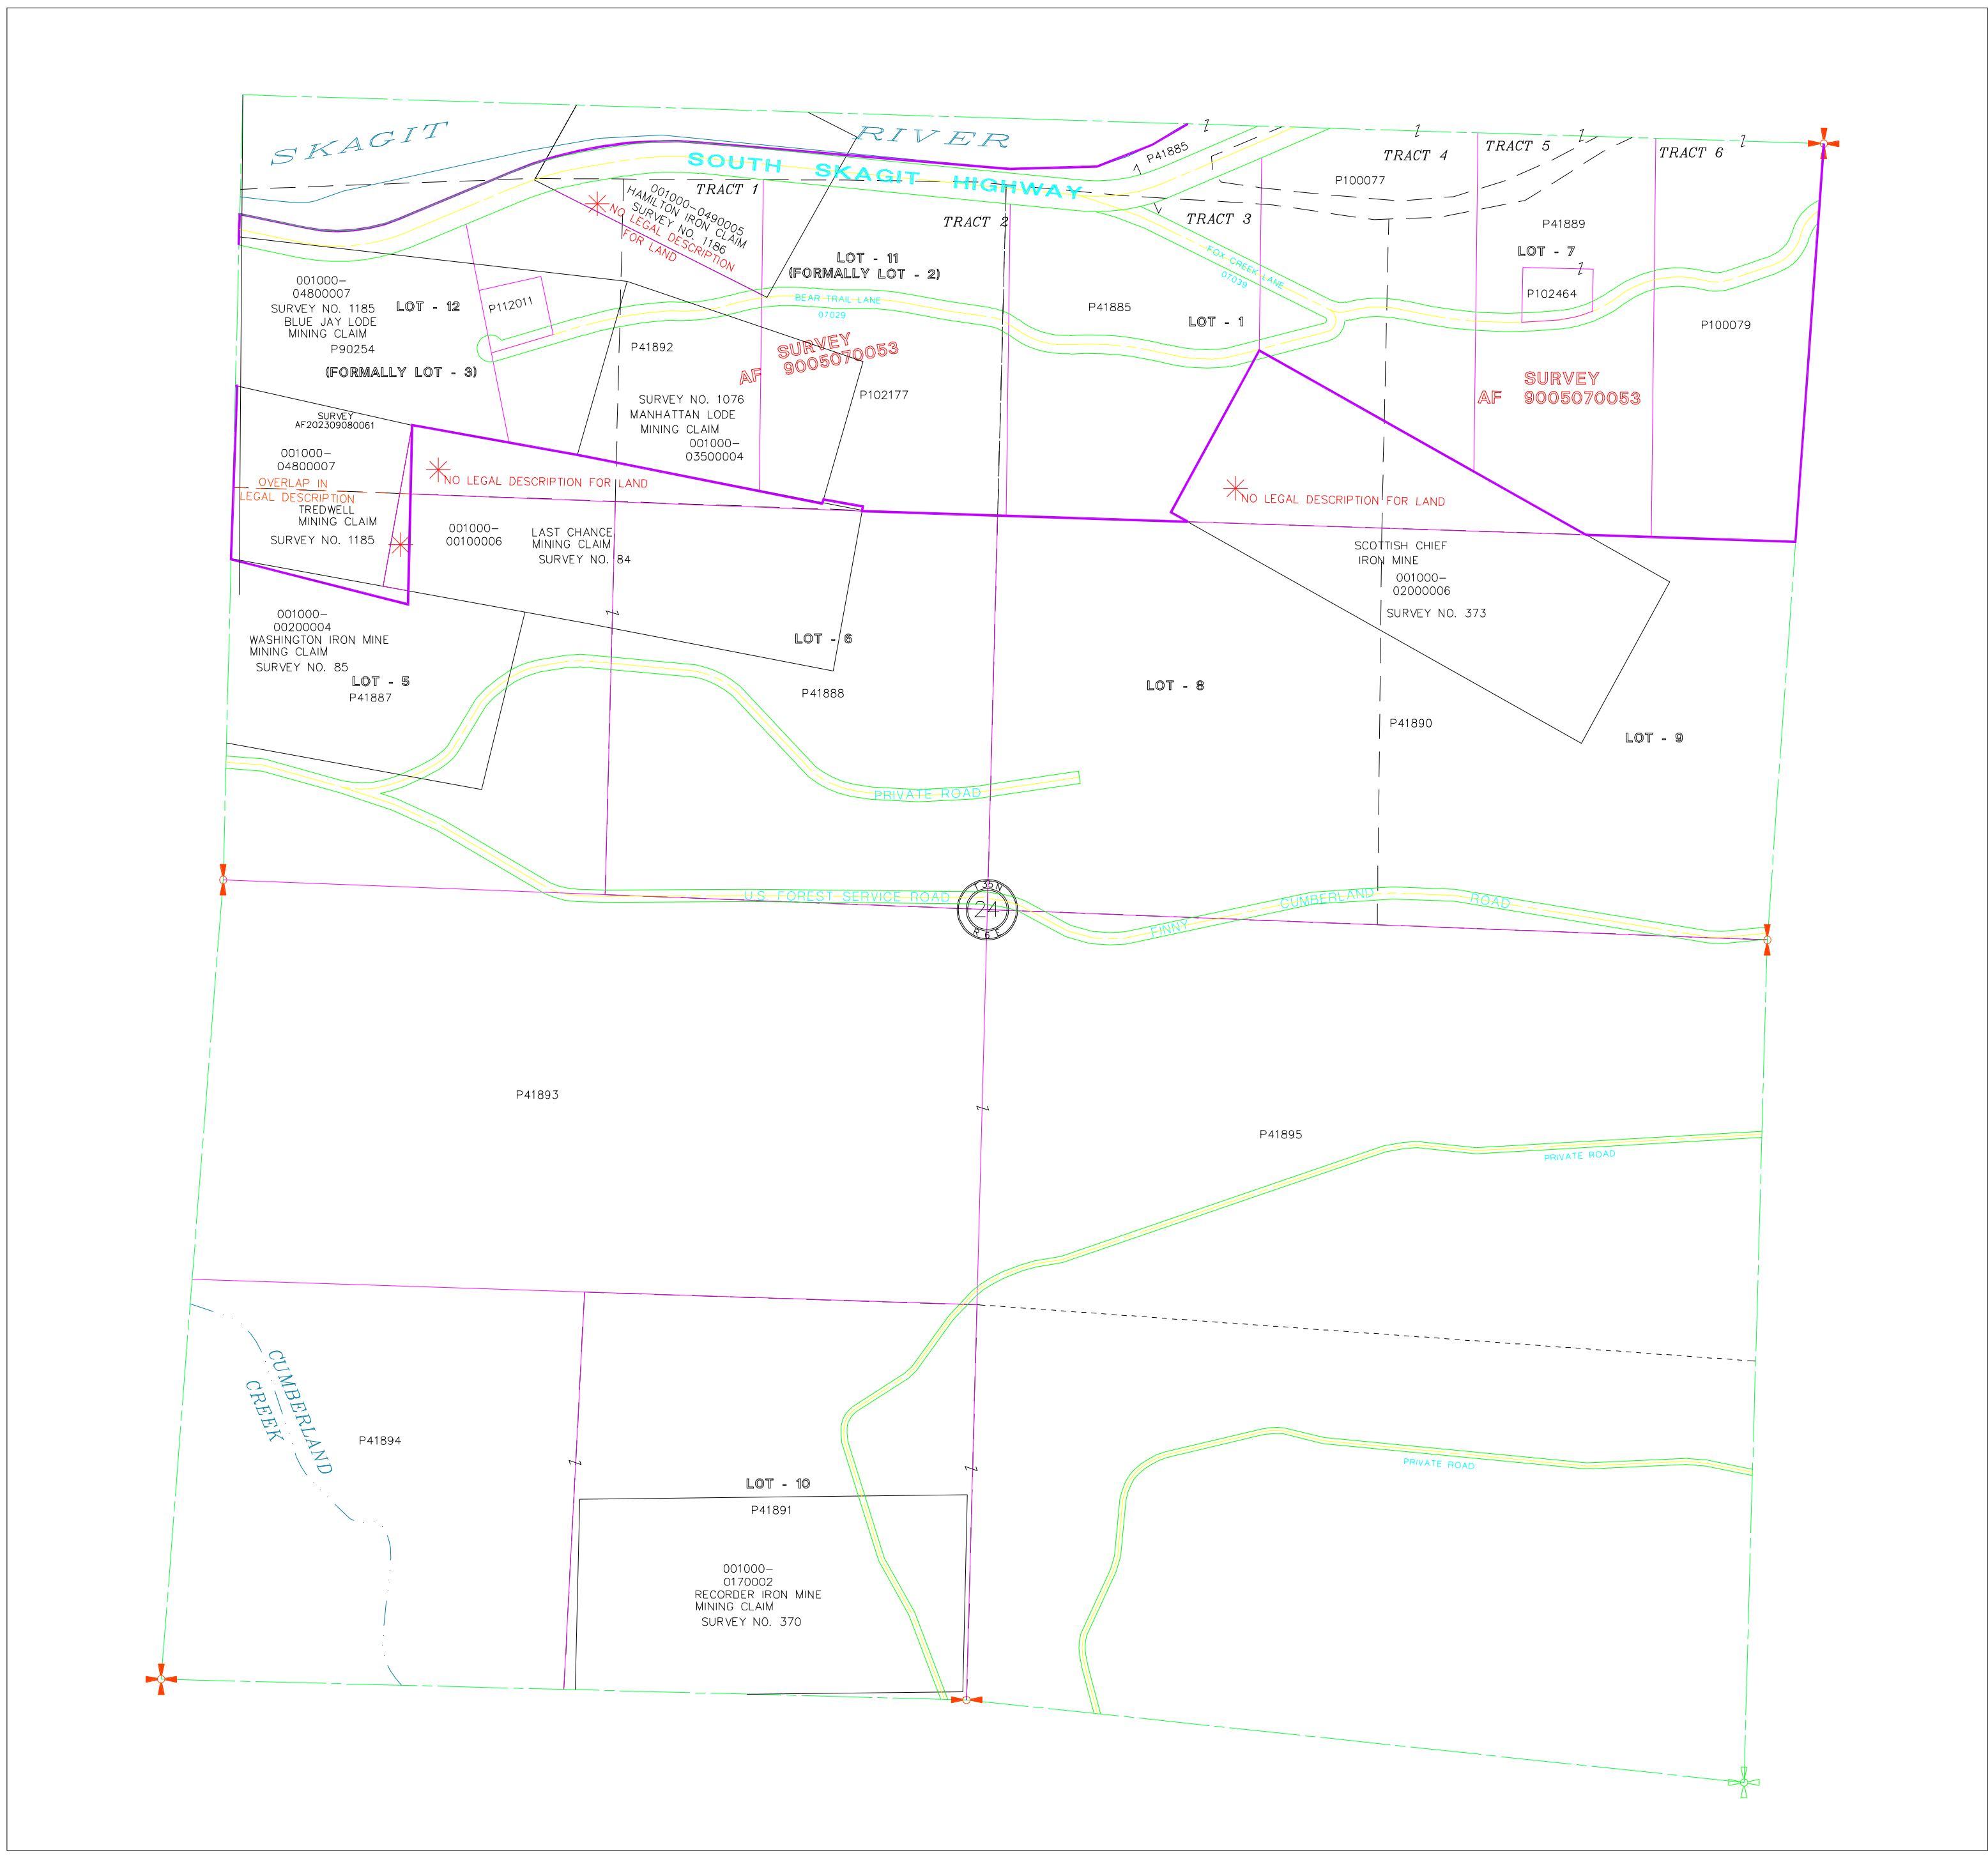 SKAGIT RIVER
SOUTH SKAGIT HIGHWAY
P41885
TRACT 4
TRACT 5
TRACT 6
P100077
TRACT 1
001000-0490005
HAMILTON IRON CLAIM
SURVEY NO. 1186
NO LEGAL DESCRIPTION
FOR LAND
TRACT 2
TRACT 3
P41889
LOT - 7
LOT - 11
(FORMALLY LOT - 2)
FOX CREEK LANE
07039
001000-
04800007
SURVEY NO. 1185
BLUE JAY LODE
MINING CLAIM
P90254
LOT - 12
(FORMALLY LOT - 3)
P112011
BEAR TRAIL LANE
07029
P41885
LOT - 1
P102464
P100079
P41892
SURVEY
AF 9005070053
SURVEY NO. 1076
MANHATTAN LODE
MINING CLAIM
001000-
03500004
P102177
SURVEY
AF 9005070053
SURVEY
AF202309080061
001000-
04800007
OVERLAP IN
LEGAL DESCRIPTION
TREDWELL
MINING CLAIM
SURVEY NO. 1185
NO LEGAL DESCRIPTION FOR LAND
001000-
00100006
LAST CHANCE
MINING CLAIM
SURVEY NO. 84
NO LEGAL DESCRIPTION FOR LAND
SCOTTISH CHIEF
IRON MINE
001000-
02000006
SURVEY NO. 373
001000-
00200004
WASHINGTON IRON MINE
MINING CLAIM
SURVEY NO. 85
LOT - 5
P41887
LOT - 6
P41888
LOT - 8
P41890
LOT - 9
PRIVATE ROAD
U.S. FOREST SERVICE ROAD
T 35 N
24
R 6 E
FINNY CUMBERLAND ROAD
P41893
P41895
PRIVATE ROAD
CUMBERLAND
CREEK
P41894
LOT - 10
P41891
001000-
0170002
RECORDER IRON MINE
MINING CLAIM
SURVEY NO. 370
PRIVATE ROAD